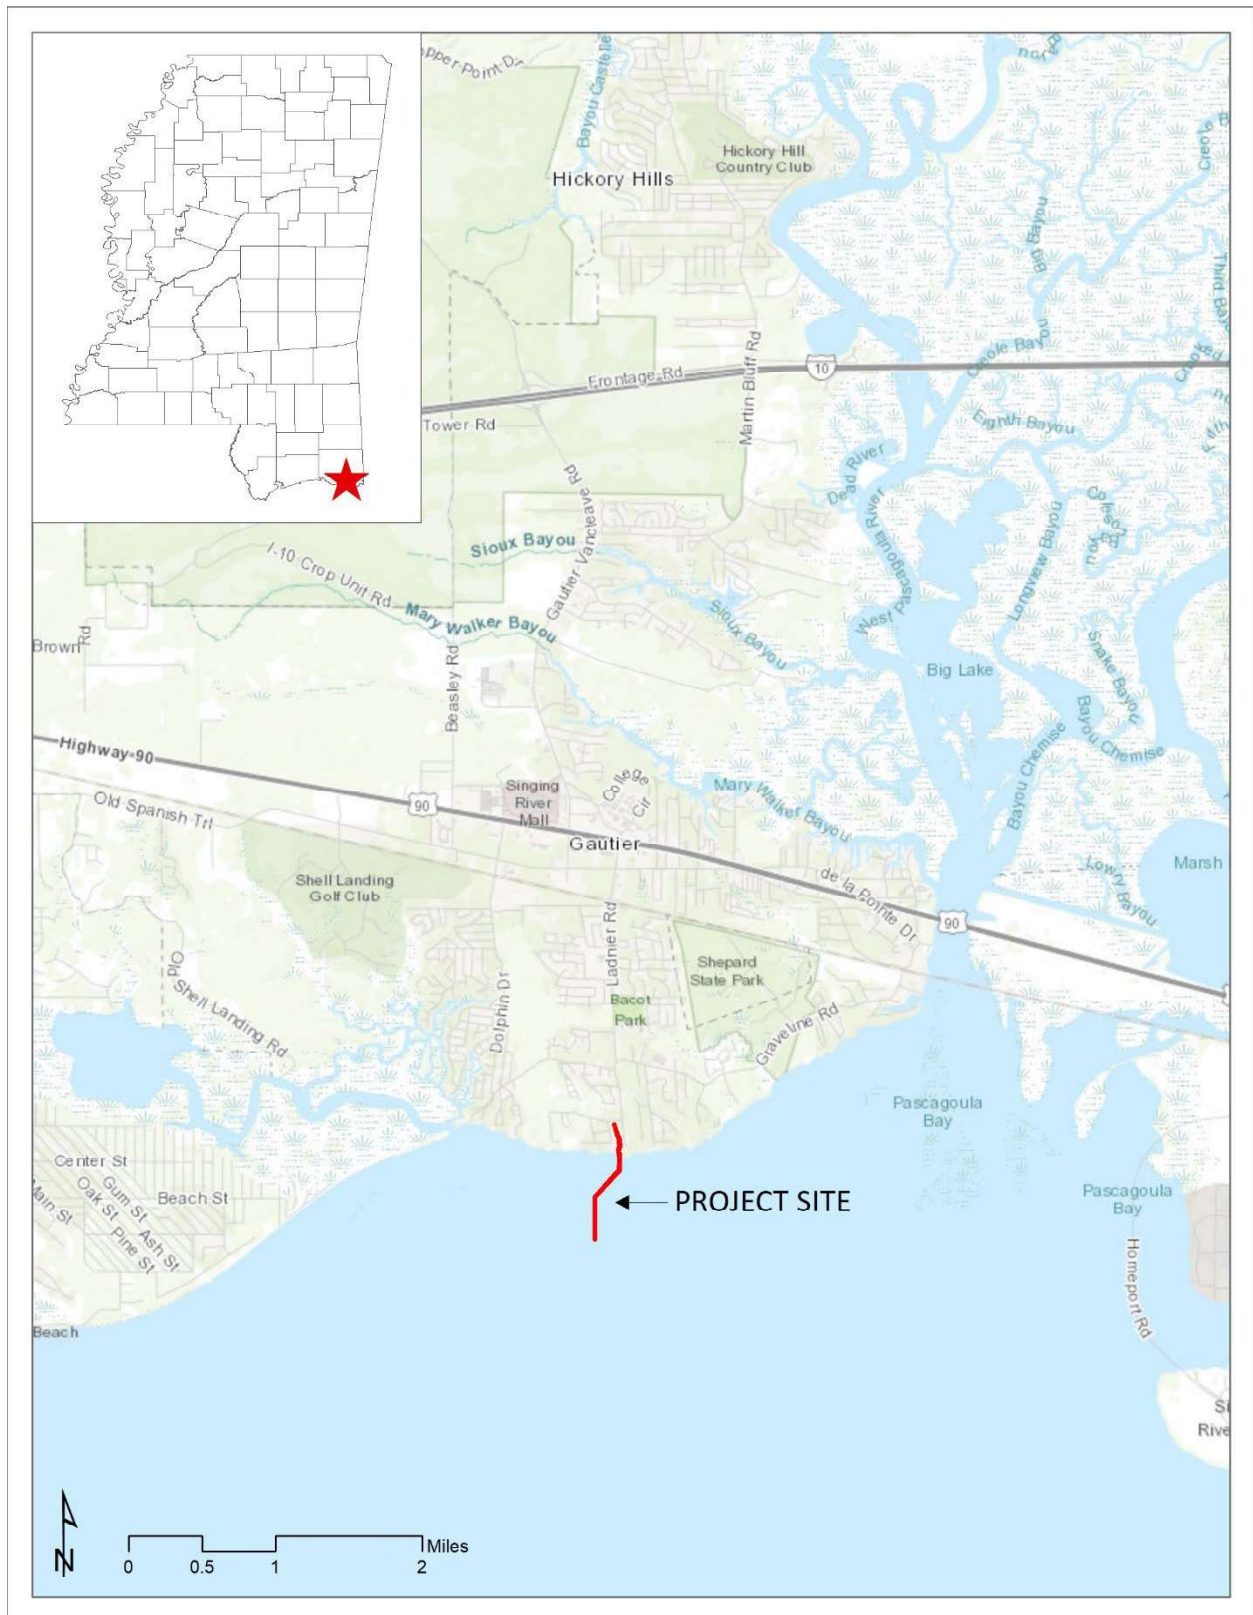 Bayou Castelle
Hickory Hill
Country Club
Hickory Hills
Big Bayou
Creole Bayou
Frontage Rd
10
Martin Bluff Rd
Tower Rd
Eighth Bayou
Dead River
West Pascagoula River
Gautier Vancleave Rd
Longview Bayou
Sioux Bayou
I-10 Crop Unit Rd
Mary Walker Bayou
Sioux Bayou
Brown Rd
Beasley Rd
Big Lake
Snake Bayou
Bayou Chemise
Bayou Chemise
Highway 90
Old Spanish Trl
90
Singing
River
Mall
College
Cir
Mary Walker Bayou
Gautier
Marsh
Lowry Bayou
de la Pointe Dr
90
Shell Landing
Golf Club
Ladnier Rd
Shepard
State Park
Old Shell Landing Rd
Dolphin Dr
Bacot
Park
Graveline Rd
Pascagoula
Bay
Center St
Gum St
Beach St
Main St
Oak St
Ash St
Pine St
PROJECT SITE
Pascagoula
Bay
Homeport Rd
Beach
Si
Rive
N
Miles
0 0.5 1 2